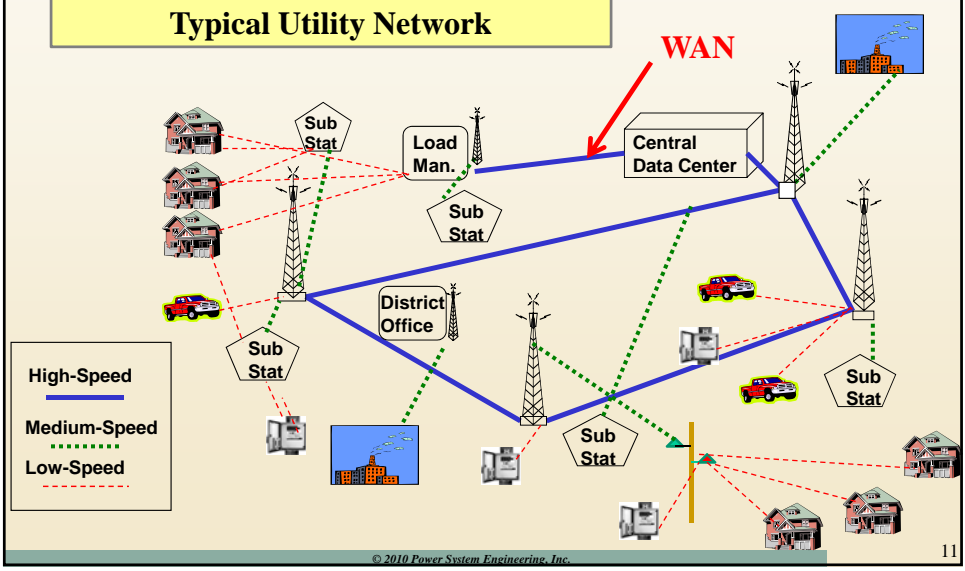 Typical Utility Network
WAN
Sub
Stat
Load
Man.
Central
Data Center
Sub
Stat
District
Office
Sub
Stat
Sub
Stat
Sub
Stat
High-Speed
Medium-Speed
Low-Speed
© 2010 Power System Engineering, Inc.
11